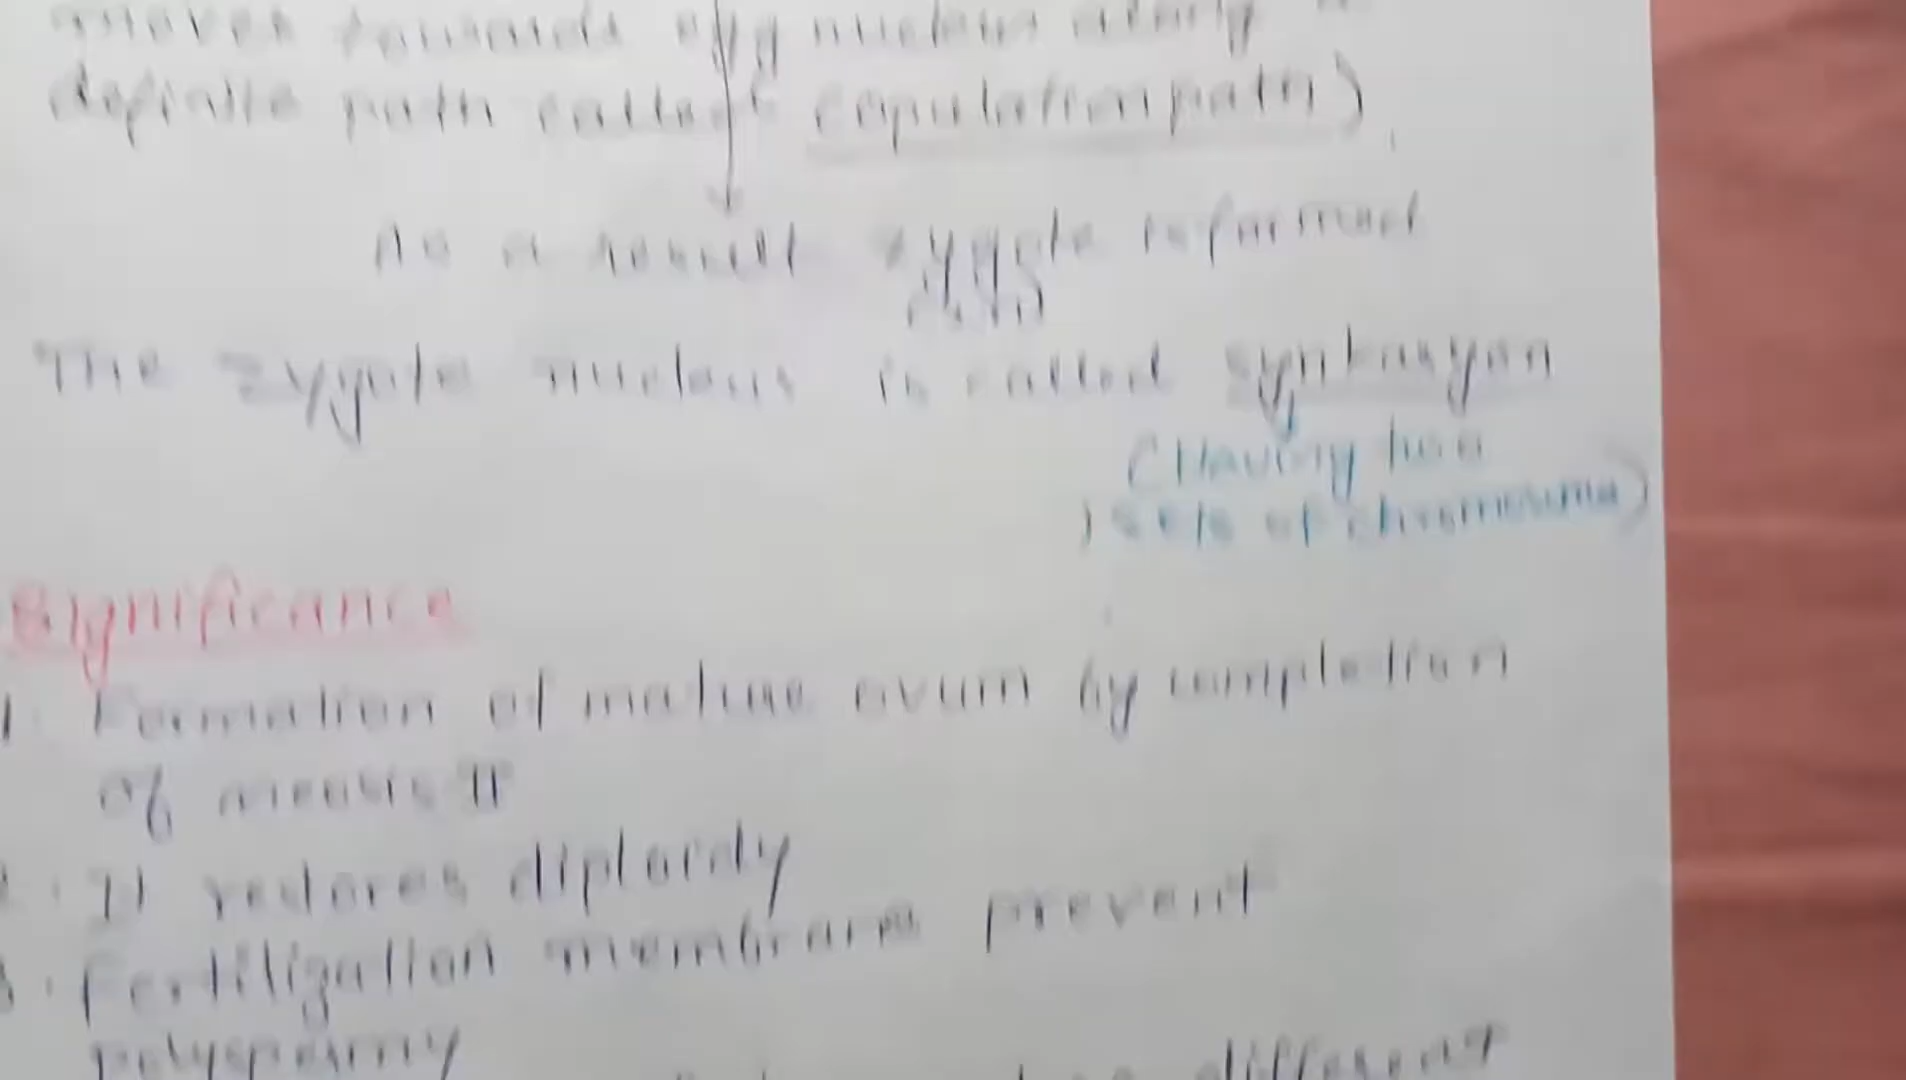 moves towards egg nucleus along a
definite path called copulation path)
As a result zygote is formed
The zygote nucleus is called synkaryon
(Having two
sets of chromosome)
Significance
1. Formation of mature ovum by completion
of meosis II
2. It restores diploidy
3. Fertilization membrane prevent
polyspermy
different